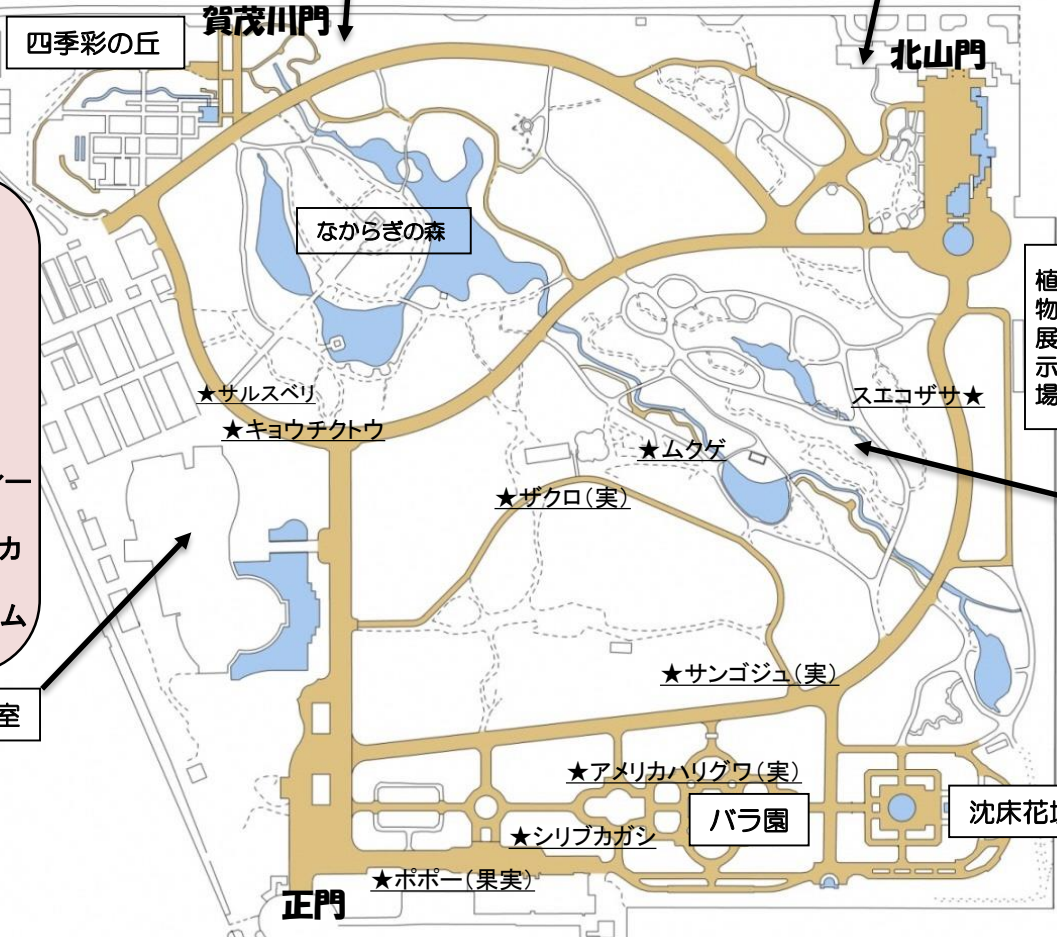 賀茂川門
四季彩の丘
北山門
なからぎの森
植
物
展
示
場
★サルスベリ
スエコザサ★
★キョウチクトウ
★ムクゲ
★ザクロ（実）
ー
カ
ム
★サンゴジュ（実）
室
★アメリカハリグワ（実）
バラ園
沈床花
★シリブカガシ
★ポポー（果実）
正門